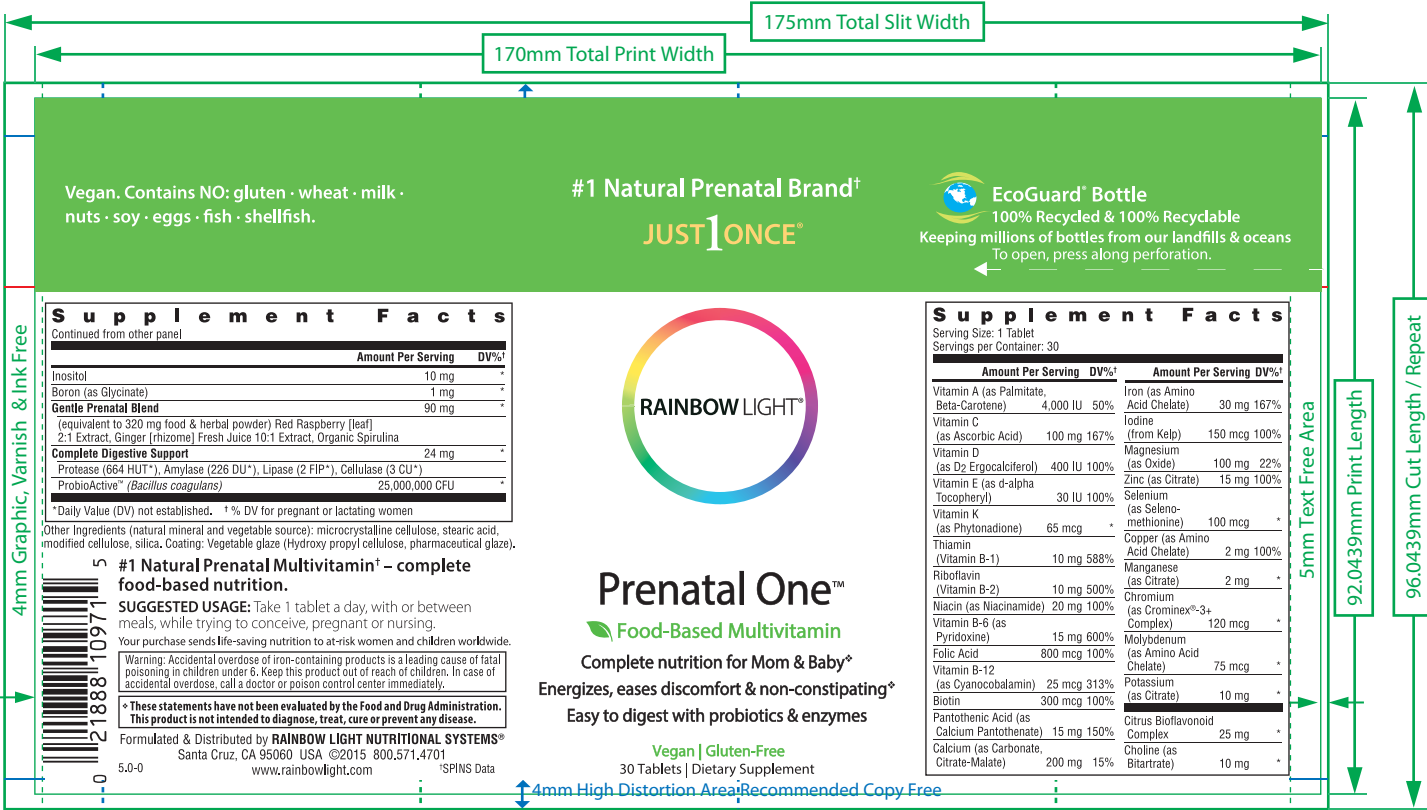 175mm Total Slit Width
170mm Total Print Width
Vegan. Contains NO: gluten · wheat · milk ·
nuts · soy · eggs · fish · shellfish.
#1 Natural Prenatal Brand†
JUST1ONCE®
EcoGuard® Bottle
100% Recycled & 100% Recyclable
Keeping millions of bottles from our landfills & oceans
To open, press along perforation.
4mm Graphic, Varnish & Ink Free
Supplement Facts
Continued from other panel
Amount Per Serving DV%†
Inositol 10 mg *
Boron (as Glycinate) 1 mg *
Gentle Prenatal Blend 90 mg *
(equivalent to 320 mg food & herbal powder) Red Raspberry [leaf]
2:1 Extract, Ginger [rhizome] Fresh Juice 10:1 Extract, Organic Spirulina
Complete Digestive Support 24 mg *
Protease (664 HUT*), Amylase (226 DU*), Lipase (2 FIP*), Cellulase (3 CU*)
ProbioActive™ (Bacillus coagulans) 25,000,000 CFU *
*Daily Value (DV) not established. † % DV for pregnant or lactating women
Other Ingredients (natural mineral and vegetable source): microcrystalline cellulose, stearic acid,
modified cellulose, silica. Coating: Vegetable glaze (Hydroxy propyl cellulose, pharmaceutical glaze).
0 21888 10971 5
#1 Natural Prenatal Multivitamin† – complete
food-based nutrition.
SUGGESTED USAGE: Take 1 tablet a day, with or between
meals, while trying to conceive, pregnant or nursing.
Your purchase sends life-saving nutrition to at-risk women and children worldwide.
Warning: Accidental overdose of iron-containing products is a leading cause of fatal
poisoning in children under 6. Keep this product out of reach of children. In case of
accidental overdose, call a doctor or poison control center immediately.
❖ These statements have not been evaluated by the Food and Drug Administration.
This product is not intended to diagnose, treat, cure or prevent any disease.
Formulated & Distributed by RAINBOW LIGHT NUTRITIONAL SYSTEMS®
Santa Cruz, CA 95060 USA ©2015 800.571.4701
5.0-0 www.rainbowlight.com †SPINS Data
RAINBOW LIGHT®
Prenatal One™
Food-Based Multivitamin
Complete nutrition for Mom & Baby❖
Energizes, eases discomfort & non-constipating❖
Easy to digest with probiotics & enzymes
Vegan | Gluten-Free
30 Tablets | Dietary Supplement
4mm High Distortion Area Recommended Copy Free
Supplement Facts
Serving Size: 1 Tablet
Servings per Container: 30
Amount Per Serving DV%†
Vitamin A (as Palmitate,
Beta-Carotene) 4,000 IU 50%
Vitamin C
(as Ascorbic Acid) 100 mg 167%
Vitamin D
(as D2 Ergocalciferol) 400 IU 100%
Vitamin E (as d-alpha
Tocopheryl) 30 IU 100%
Vitamin K
(as Phytonadione) 65 mcg *
Thiamin
(Vitamin B-1) 10 mg 588%
Riboflavin
(Vitamin B-2) 10 mg 500%
Niacin (as Niacinamide) 20 mg 100%
Vitamin B-6 (as
Pyridoxine) 15 mg 600%
Folic Acid 800 mcg 100%
Vitamin B-12
(as Cyanocobalamin) 25 mcg 313%
Biotin 300 mcg 100%
Pantothenic Acid (as
Calcium Pantothenate) 15 mg 150%
Calcium (as Carbonate,
Citrate-Malate) 200 mg 15%
Amount Per Serving DV%†
Iron (as Amino
Acid Chelate) 30 mg 167%
Iodine
(from Kelp) 150 mcg 100%
Magnesium
(as Oxide) 100 mg 22%
Zinc (as Citrate) 15 mg 100%
Selenium
(as Seleno-
methionine) 100 mcg *
Copper (as Amino
Acid Chelate) 2 mg 100%
Manganese
(as Citrate) 2 mg *
Chromium
(as Crominex®-3+
Complex) 120 mcg *
Molybdenum
(as Amino Acid
Chelate) 75 mcg *
Potassium
(as Citrate) 10 mg *
Citrus Bioflavonoid
Complex 25 mg *
Choline (as
Bitartrate) 10 mg *
5mm Text Free Area
92.0439mm Print Length
96.0439mm Cut Length / Repeat